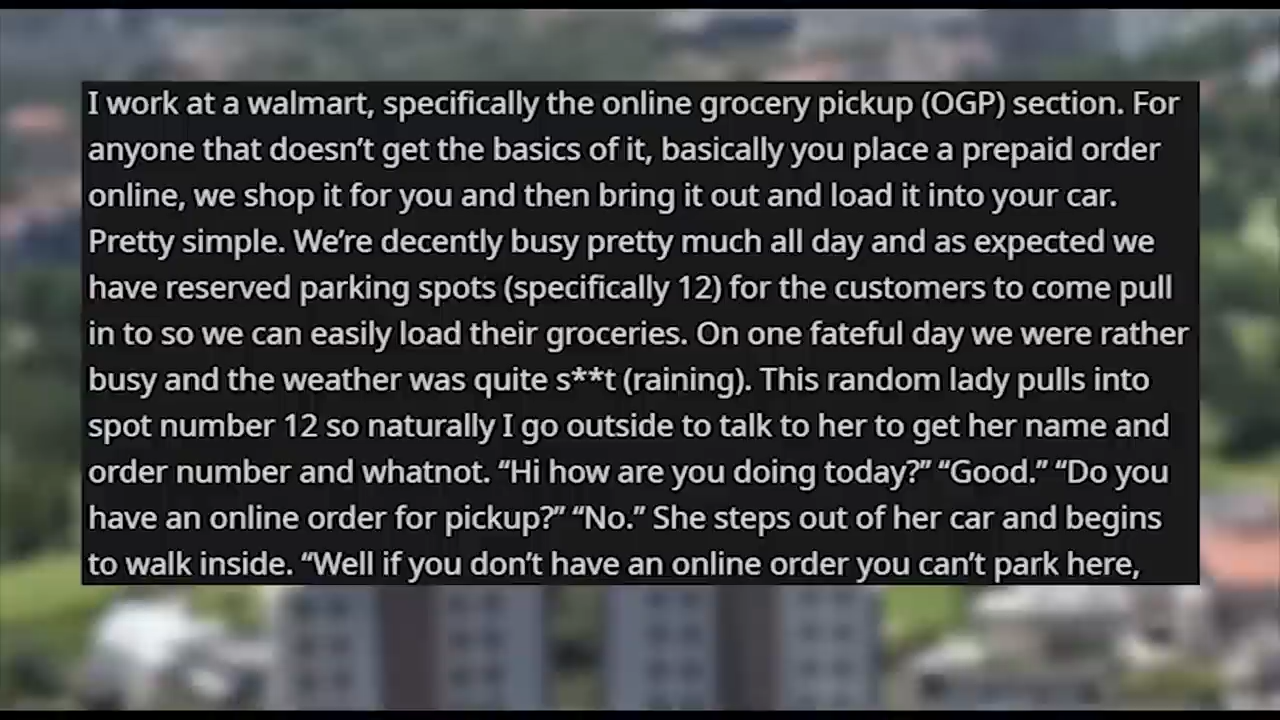 I work at a walmart, specifically the online grocery pickup (OGP) section. For
anyone that doesn’t get the basics of it, basically you place a prepaid order
online, we shop it for you and then bring it out and load it into your car.
Pretty simple. We’re decently busy pretty much all day and as expected we
have reserved parking spots (specifically 12) for the customers to come pull
in to so we can easily load their groceries. On one fateful day we were rather
busy and the weather was quite s**t (raining). This random lady pulls into
spot number 12 so naturally I go outside to talk to her to get her name and
order number and whatnot. “Hi how are you doing today?” “Good.” “Do you
have an online order for pickup?” “No.” She steps out of her car and begins
to walk inside. “Well if you don’t have an online order you can’t park here,